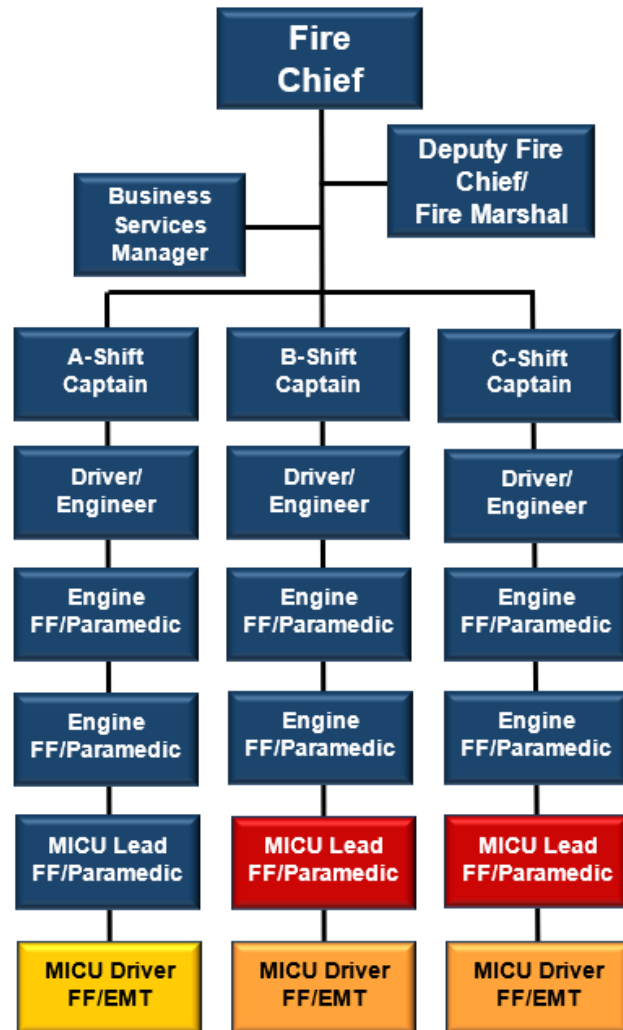 Fire
Chief
Deputy Fire
Chief/
Fire Marshal
Business
Services
Manager
A-Shift
Captain
B-Shift
Captain
C-Shift
Captain
Driver/
Engineer
Driver/
Engineer
Driver/
Engineer
Engine
FF/Paramedic
Engine
FF/Paramedic
Engine
FF/Paramedic
Engine
FF/Paramedic
Engine
FF/Paramedic
Engine
FF/Paramedic
MICU Lead
FF/Paramedic
MICU Lead
FF/Paramedic
MICU Lead
FF/Paramedic
MICU Driver
FF/EMT
MICU Driver
FF/EMT
MICU Driver
FF/EMT